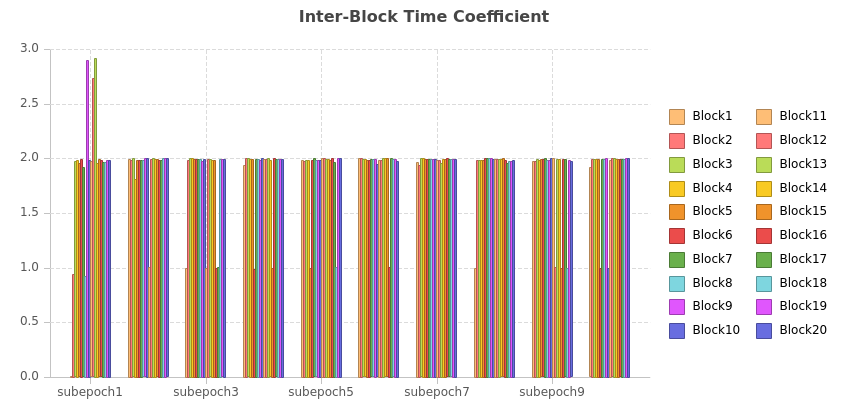 Inter-Block Time Coefficient
3.0
2.5
2.0
1.5
1.0
0.5
0.0
subepoch1 subepoch3 subepoch5 subepoch7 subepoch9
Block1 Block11
Block2 Block12
Block3 Block13
Block4 Block14
Block5 Block15
Block6 Block16
Block7 Block17
Block8 Block18
Block9 Block19
Block10 Block20